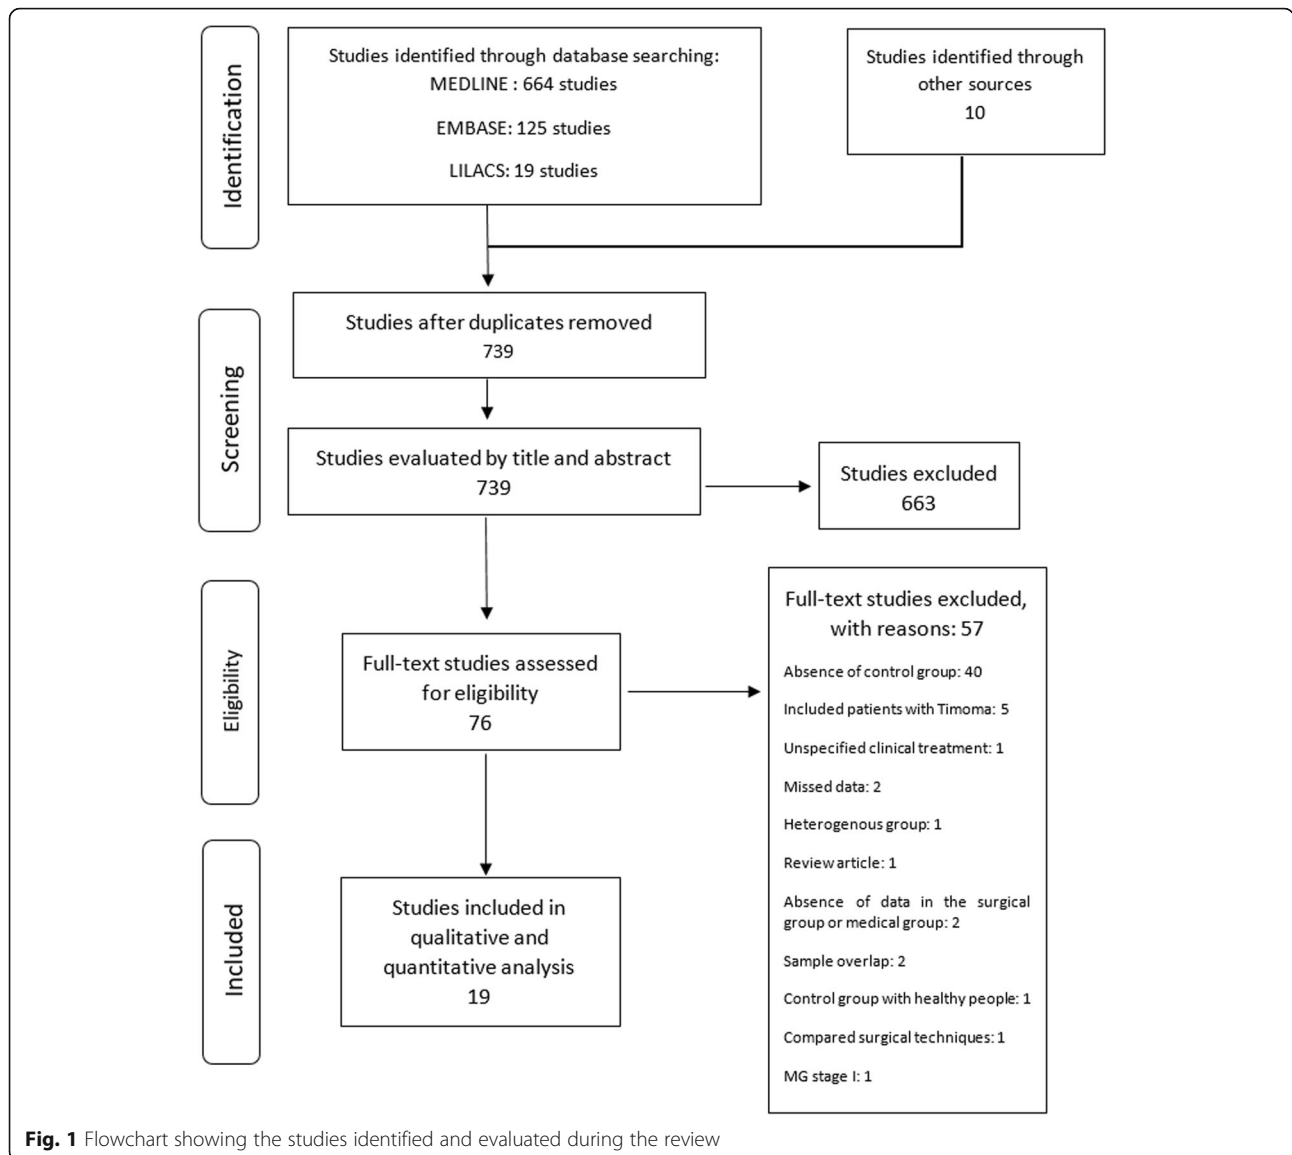 Identification
Studies identified through database searching:
MEDLINE : 664 studies
EMBASE: 125 studies
LILACS: 19 studies
Studies identified through
other sources
10
Screening
Studies after duplicates removed
739
Studies evaluated by title and abstract
739
Studies excluded
663
Eligibility
Full-text studies assessed
for eligibility
76
Full-text studies excluded,
with reasons: 57
Absence of control group: 40
Included patients with Timoma: 5
Unspecified clinical treatment: 1
Missed data: 2
Heterogenous group: 1
Review article: 1
Absence of data in the surgical
group or medical group: 2
Sample overlap: 2
Control group with healthy people: 1
Compared surgical techniques: 1
MG stage I: 1
Included
Studies included in
qualitative and
quantitative analysis
19
Fig. 1 Flowchart showing the studies identified and evaluated during the review